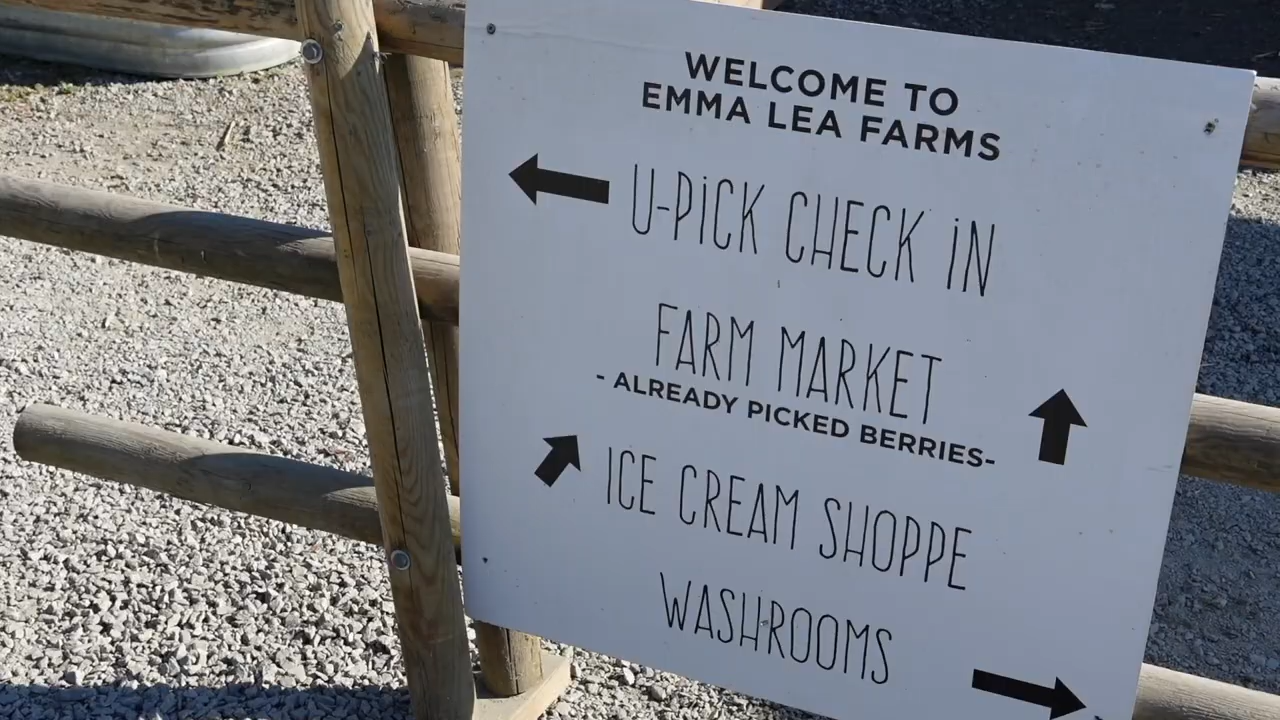 WELCOME TO
EMMA LEA FARMS
U-PICK CHECK IN
FARM MARKET
- ALREADY PICKED BERRIES-
ICE CREAM SHOPPE
WASHROOMS